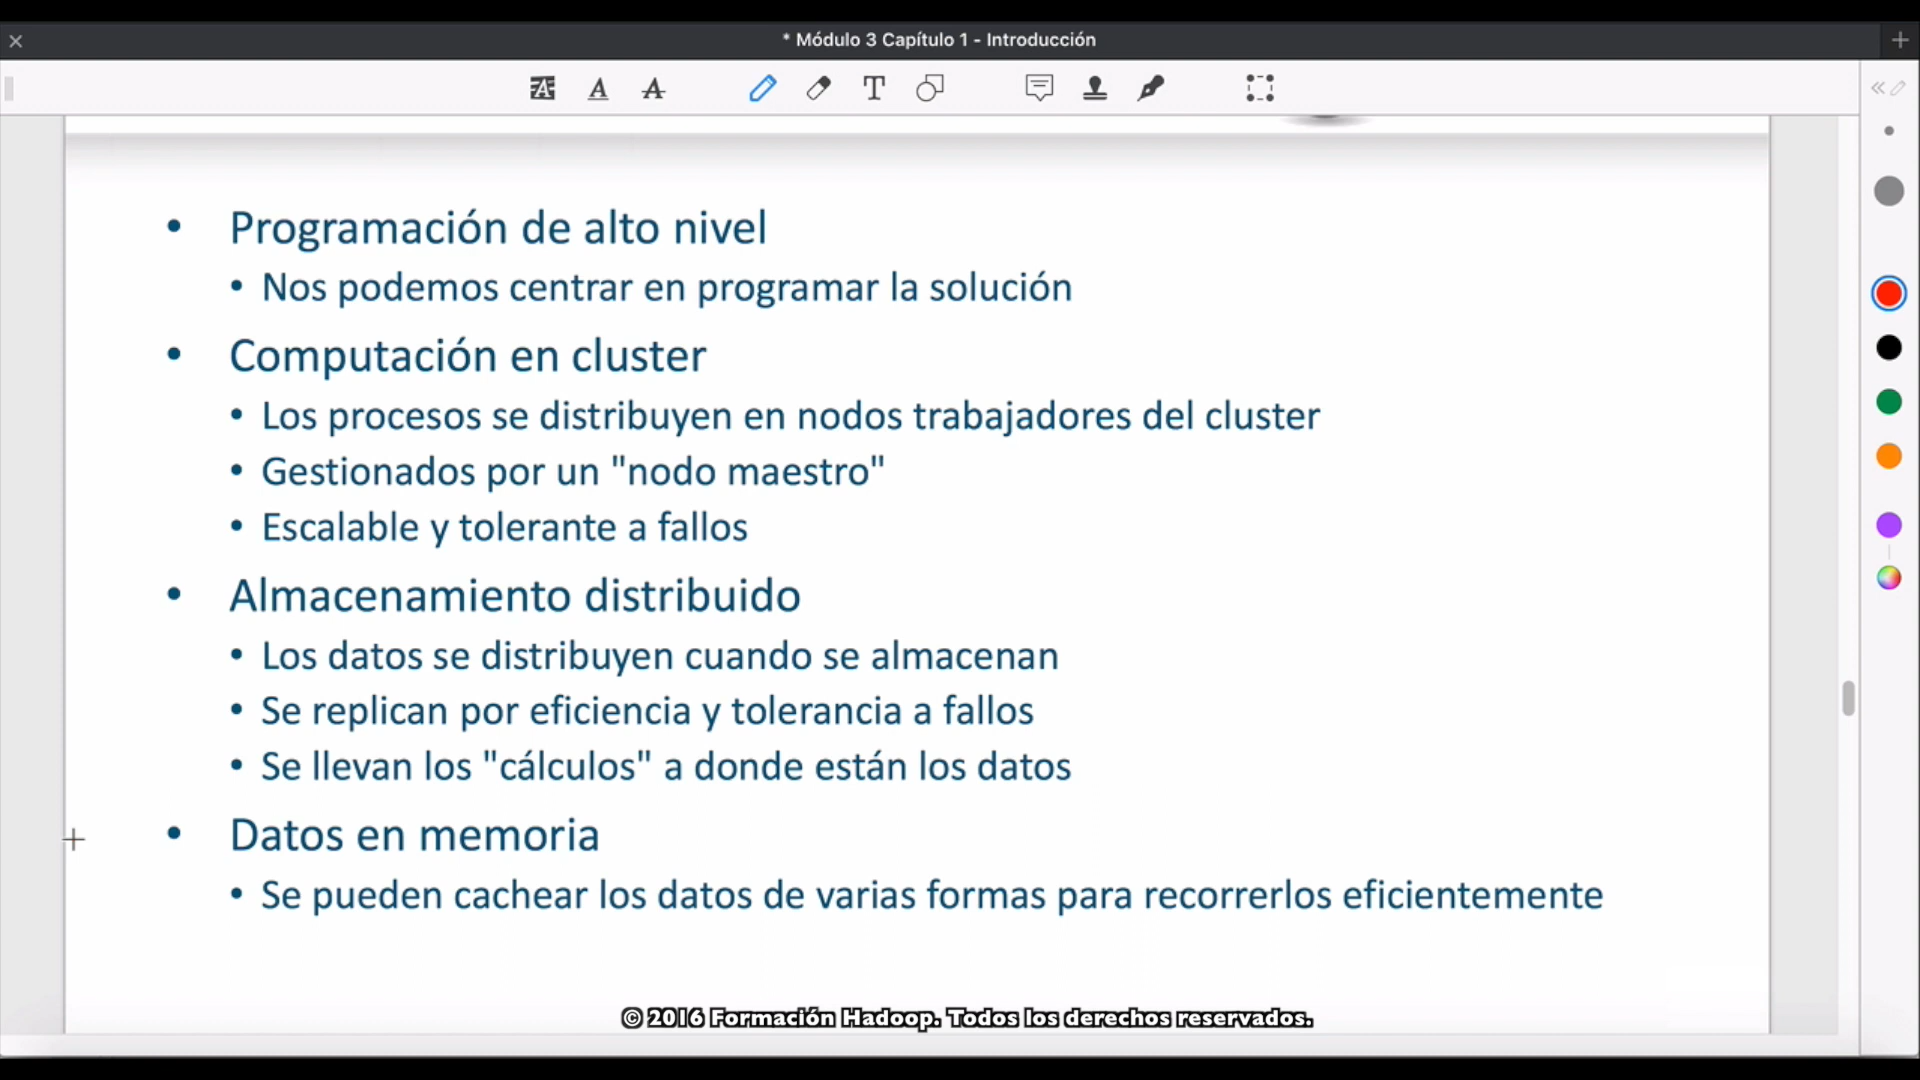 * Módulo 3 Capítulo 1 - Introducción
• Programación de alto nivel
• Nos podemos centrar en programar la solución
• Computación en cluster
• Los procesos se distribuyen en nodos trabajadores del cluster
• Gestionados por un "nodo maestro"
• Escalable y tolerante a fallos
• Almacenamiento distribuido
• Los datos se distribuyen cuando se almacenan
• Se replican por eficiencia y tolerancia a fallos
• Se llevan los "cálculos" a donde están los datos
• Datos en memoria
• Se pueden cachear los datos de varias formas para recorrerlos eficientemente
© 2016 Formación Hadoop. Todos los derechos reservados.